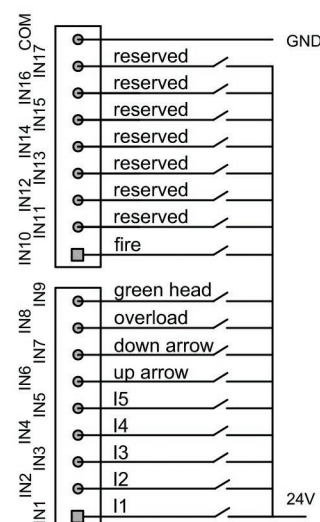 COM
GND
IN17
reserved
IN16
reserved
IN15
reserved
IN14
reserved
IN13
reserved
IN12
reserved
IN11
reserved
IN10
fire
IN9
green head
IN8
overload
IN7
down arrow
IN6
up arrow
IN5
I5
IN4
I4
IN3
I3
IN2
I2
IN1
I1
24V